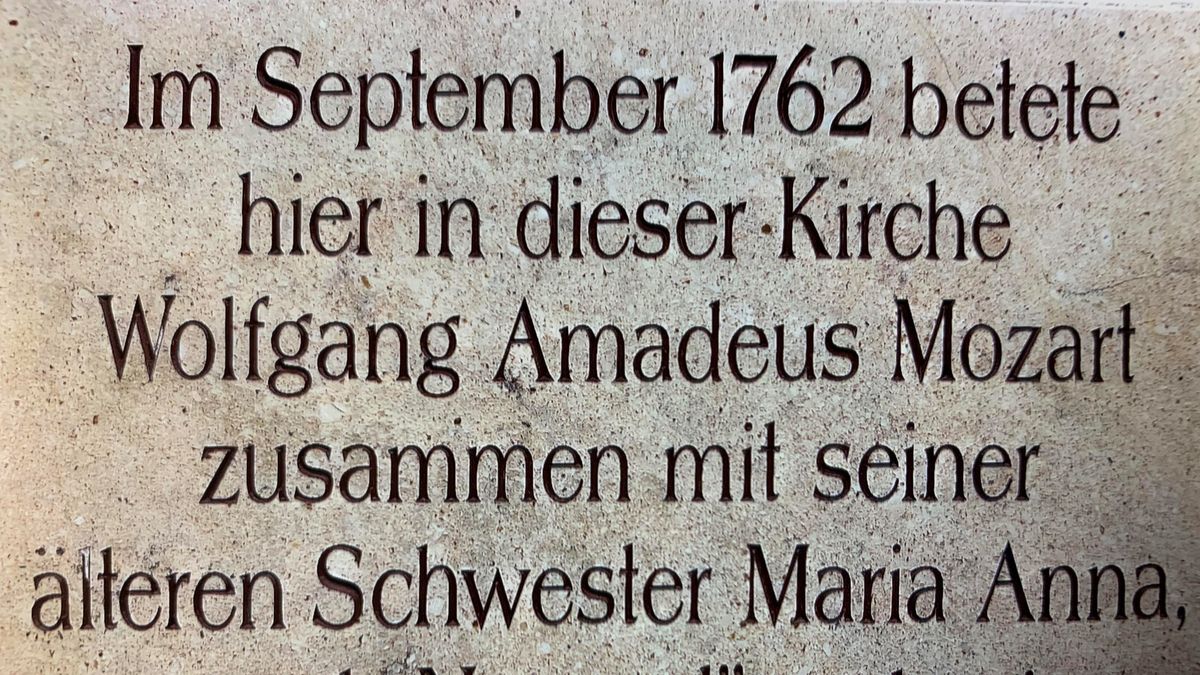 Im September 1762 betete
hier in dieser Kirche
Wolfgang Amadeus Mozart
zusammen mit seiner
älteren Schwester Maria Anna,